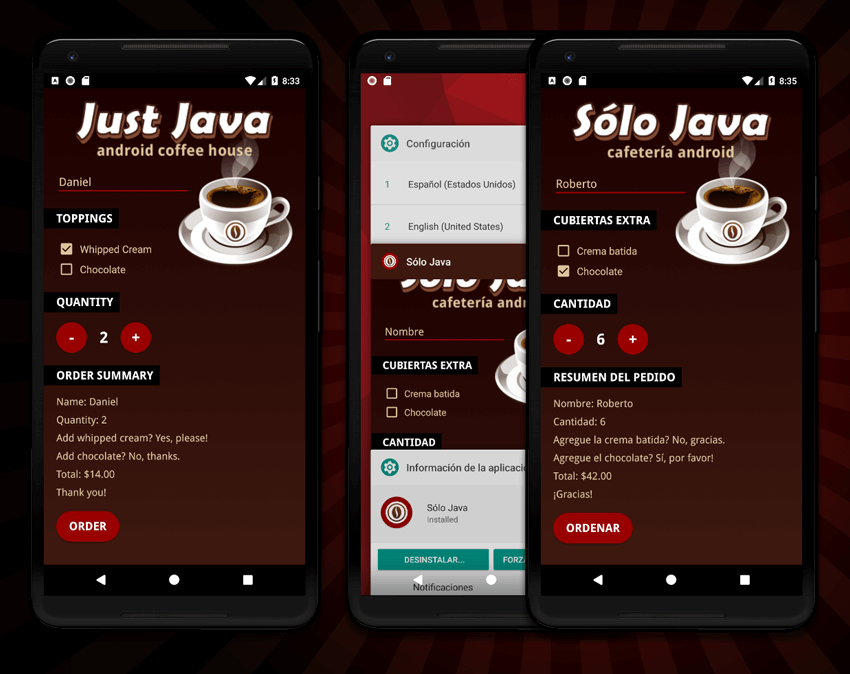 8:33
Just Java
android coffee house
Daniel
TOPPINGS
Whipped Cream
Chocolate
QUANTITY
- 2 +
ORDER SUMMARY
Name: Daniel
Quantity: 2
Add whipped cream? Yes, please!
Add chocolate? No, thanks.
Total: $14.00
Thank you!
ORDER
Configuración
1 Español (Estados Unidos)
2 English (United States)
Sólo Java
cafetería
Nombre
CUBIERTAS EXTRA
Crema batida
Chocolate
CANTIDAD
Información de la
Sólo Java
Installed
DESINSTALAR...
Notificaciones
8:35
Sólo Java
cafetería android
Roberto
CUBIERTAS EXTRA
Crema batida
Chocolate
CANTIDAD
- 6 +
RESUMEN DEL PEDIDO
Nombre: Roberto
Cantidad: 6
Agregue la crema batida? No, gracias.
Agregue el chocolate? Sí, por favor!
Total: $42.00
¡Gracias!
ORDENAR